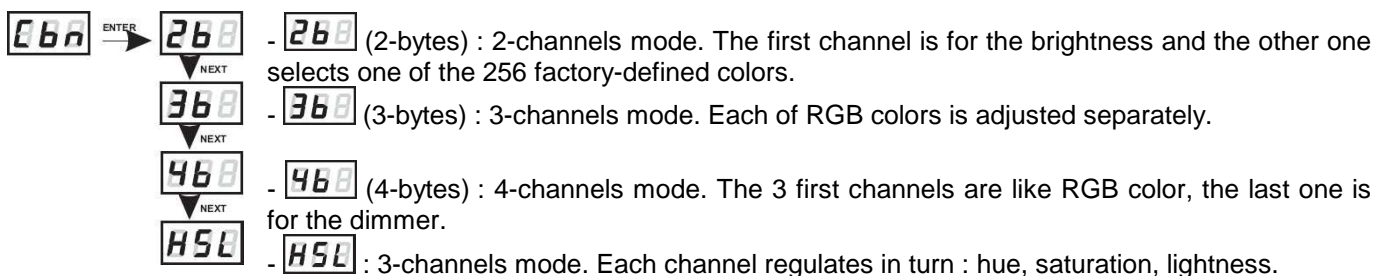 Cbn ENTER 2b - 2b (2-bytes) : 2-channels mode. The first channel is for the brightness and the other one
NEXT selects one of the 256 factory-defined colors.
3b - 3b (3-bytes) : 3-channels mode. Each of RGB colors is adjusted separately.
NEXT
4b - 4b (4-bytes) : 4-channels mode. The 3 first channels are like RGB color, the last one is
NEXT for the dimmer.
HSL - HSL : 3-channels mode. Each channel regulates in turn : hue, saturation, lightness.